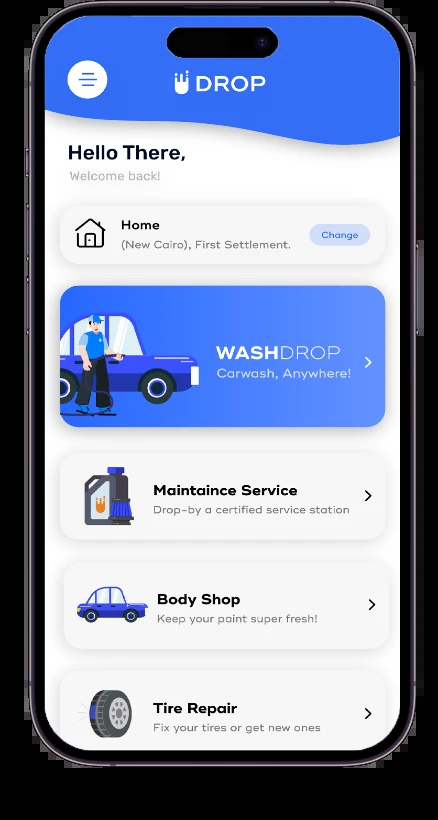 DROP
Hello There,
Welcome back!
Home
(New Cairo), First Settlement.
Change
WASHDROP
Carwash, Anywhere!
Maintaince Service
Drop-by a certified service station
Body Shop
Keep your paint super fresh!
Tire Repair
Fix your tires or get new ones